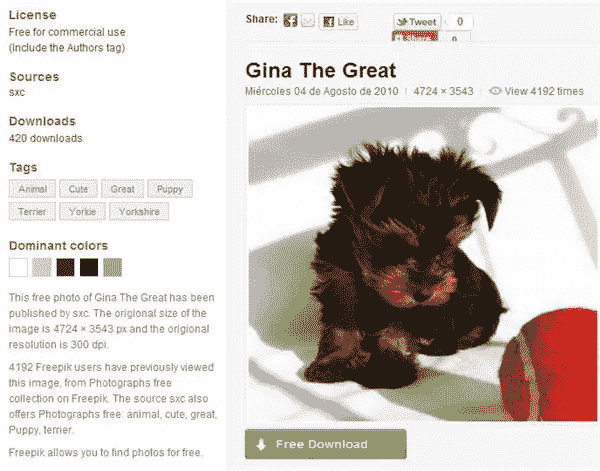 License
Free for commercial use
(Include the Authors tag)
Sources
sxc
Downloads
420 downloads
Tags
Animal Cute Great Puppy
Terrier Yorkie Yorkshire
Dominant colors
This free photo of Gina The Great has been
published by sxc. The origional size of the
image is 4724 × 3543 px and the origional
resolution is 300 dpi.
4192 Freepik users have previously viewed
this image, from Photographs free
collection on Freepik. The source sxc also
offers Photographs free: animal, cute, great,
Puppy, terrier.
Freepik allows you to find photos for free.
Share: Like Tweet 0
0
Gina The Great
Miércoles 04 de Agosto de 2010 | 4724 × 3543 | View 4192 times
Free Download